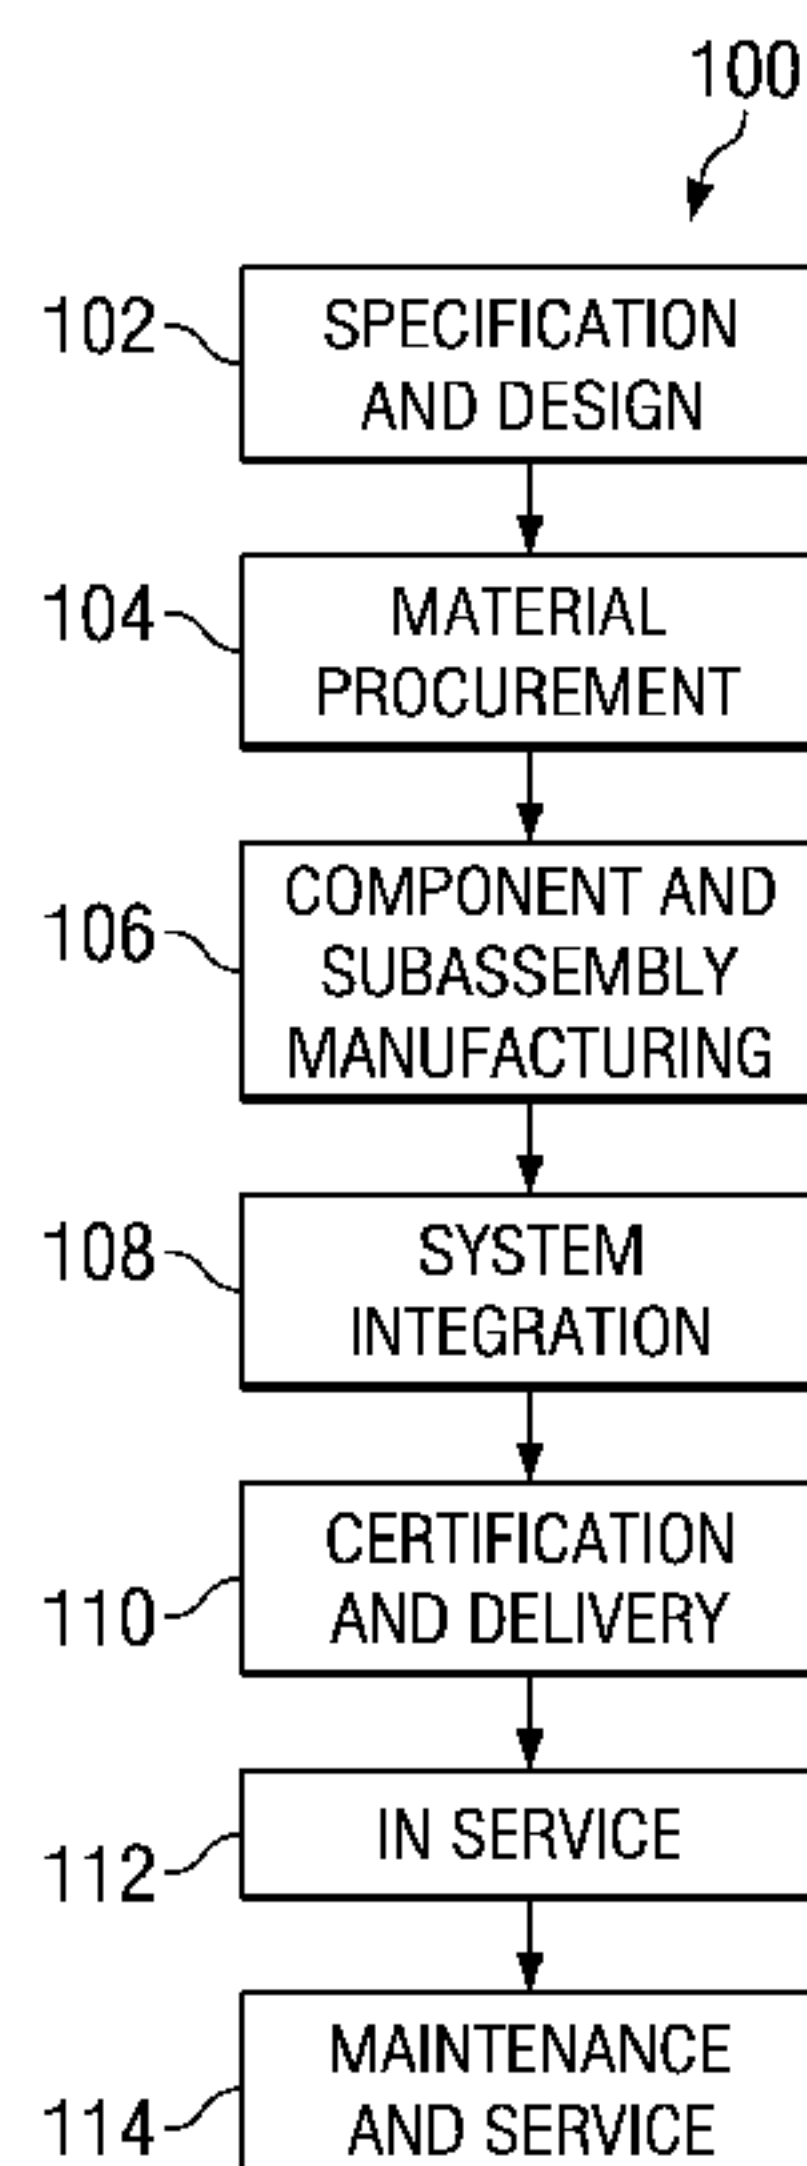 100
102
SPECIFICATION
AND DESIGN
104
MATERIAL
PROCUREMENT
106
COMPONENT AND
SUBASSEMBLY
MANUFACTURING
108
SYSTEM
INTEGRATION
110
CERTIFICATION
AND DELIVERY
112
IN SERVICE
114
MAINTENANCE
AND SERVICE